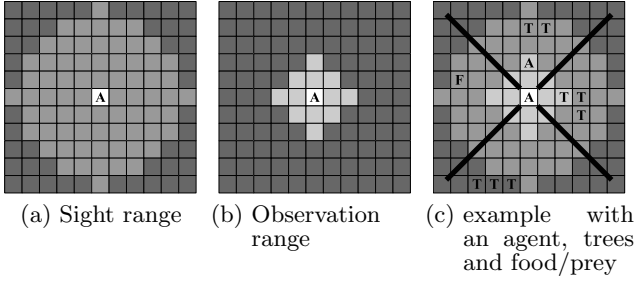 A
A
T T
A
F
A T T
T
T T T
(a) Sight range
(b) Observation
range
(c) example with
an agent, trees
and food/prey